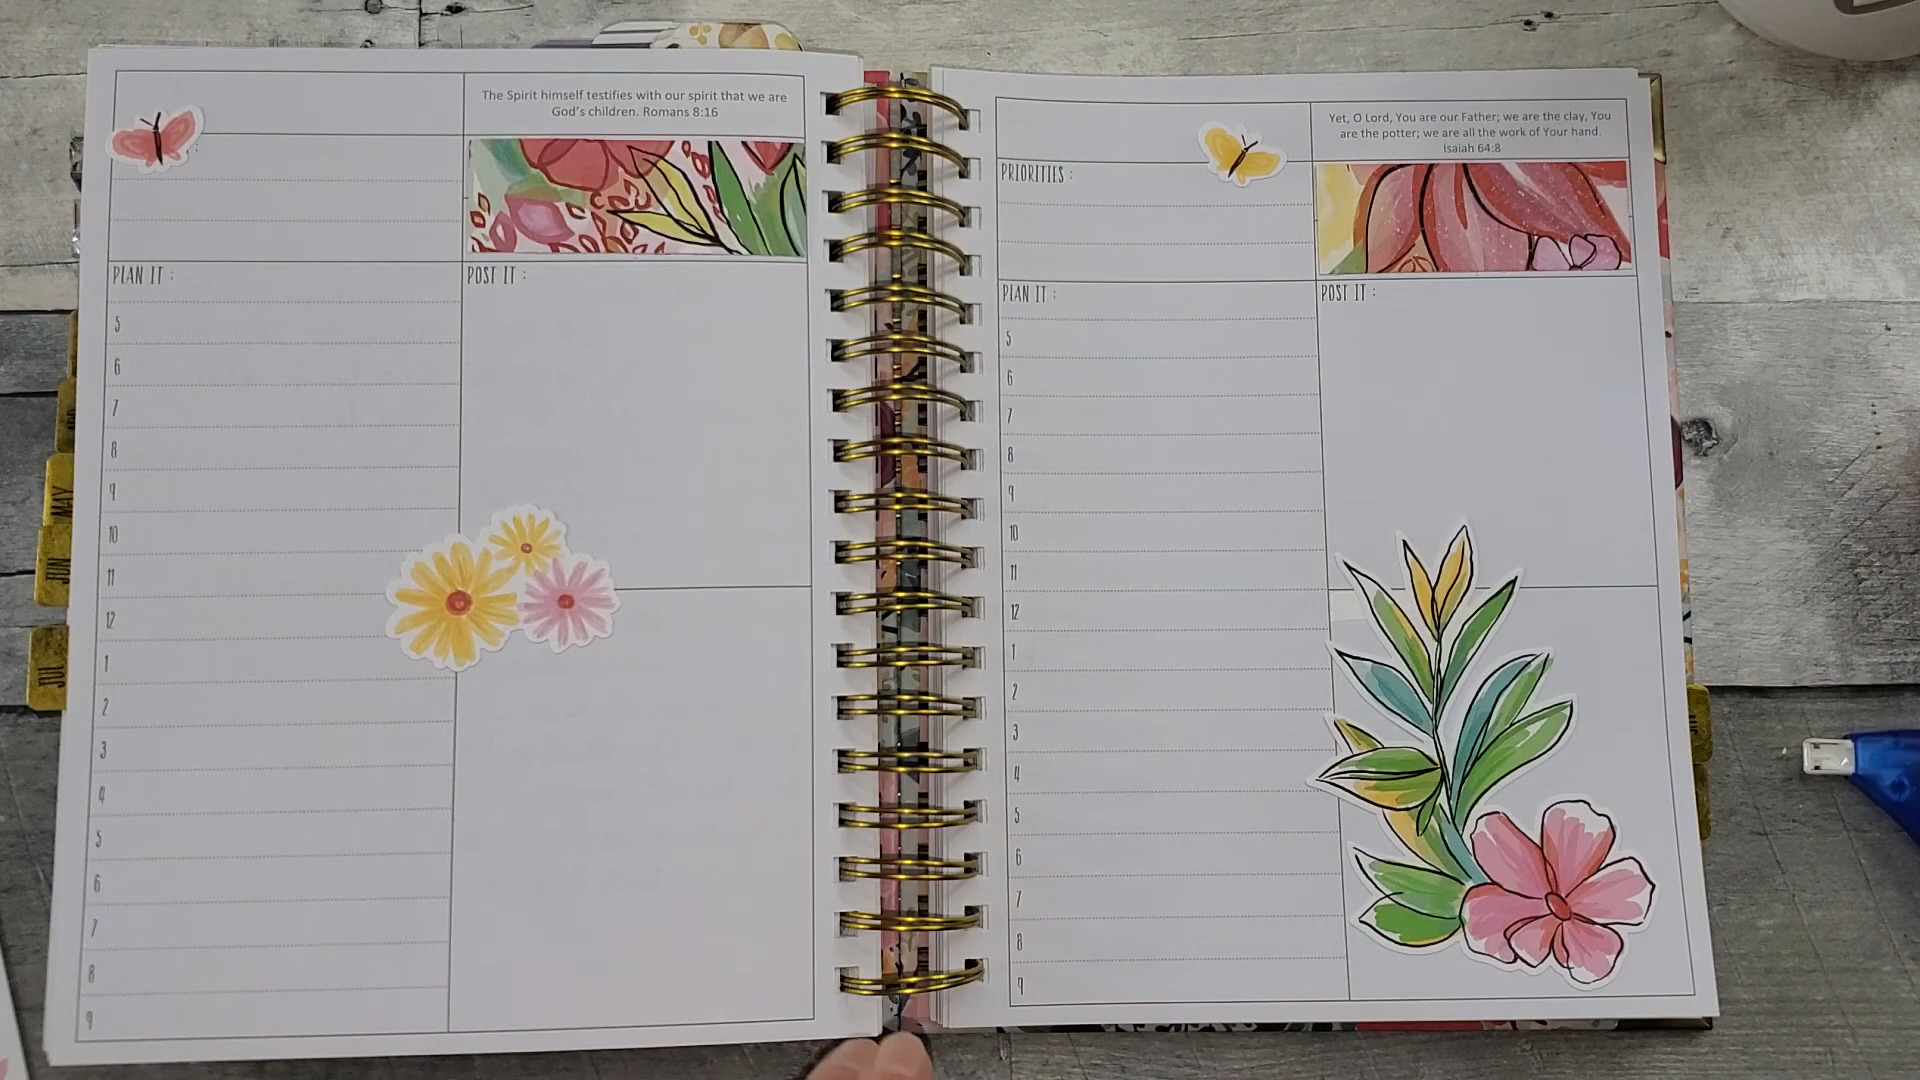 The Spirit himself testifies with our spirit that we are
God's children. Romans 8:16
PLAN IT :
POST IT :
5
6
7
8
9
10
11
12
1
2
3
4
5
6
7
8
9
MAY
JUN
JUL
Yet, O Lord, You are our Father; we are the clay, You
are the potter; we are all the work of Your hand.
Isaiah 64:8
PRIORITIES :
PLAN IT :
POST IT :
5
6
7
8
9
10
11
12
1
2
3
4
5
6
7
8
9